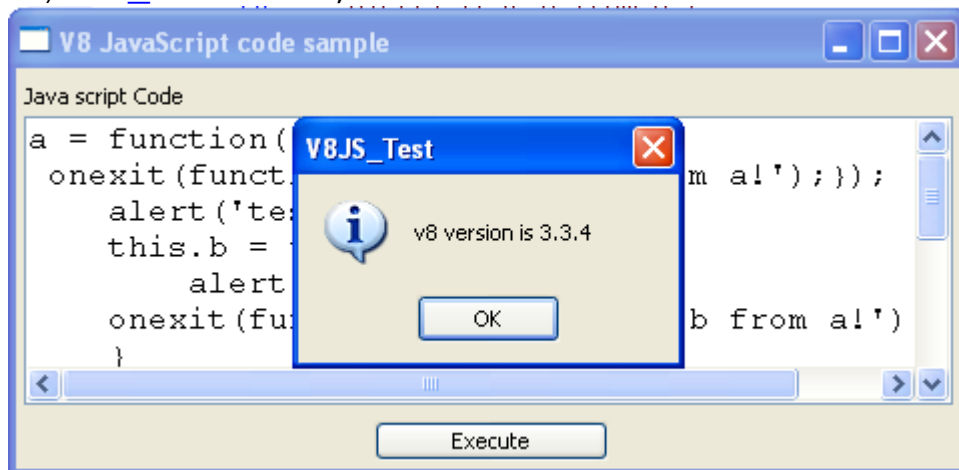 V8 JavaScript code sample
Java script Code
a = function(
V8JS_Test
onexit(funct
m a!');});
alert('te
v8 version is 3.3.4
this.b =
alert
onexit(fu
OK
b from a!')
}
Execute